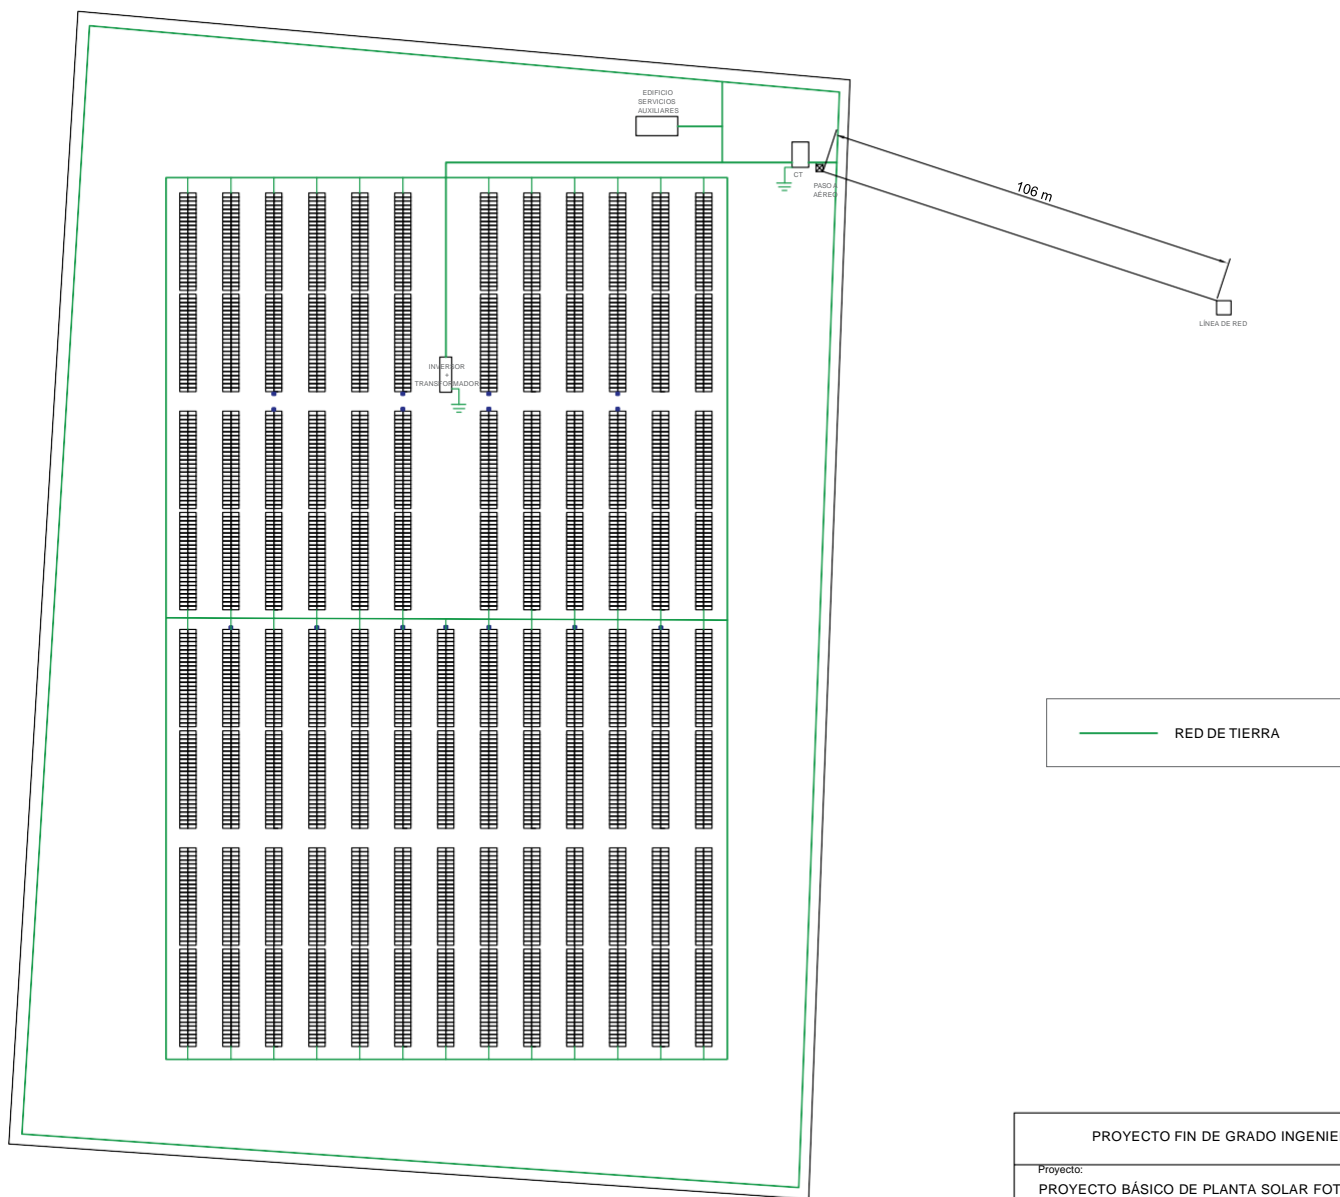 EDIFICIO
SERVICIOS
AUXILIARES
CT
PASO A
AÉREO
106 m
LÍNEA DE RED
INVERSOR
+
TRANSFORMADOR
RED DE TIERRA
PROYECTO FIN DE GRADO INGENIE
Proyecto:
PROYECTO BÁSICO DE PLANTA SOLAR FOT